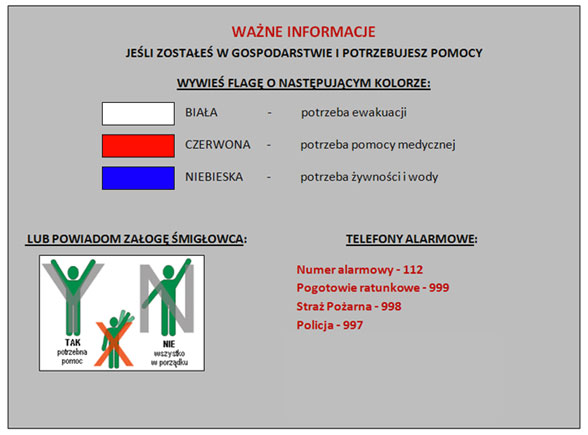 WAŻNE INFORMACJE
JEŚLI ZOSTAŁEŚ W GOSPODARSTWIE I POTRZEBUJESZ POMOCY
WYWIEŚ FLAGĘ O NASTĘPUJĄCYM KOLORZE:
BIAŁA - potrzeba ewakuacji
CZERWONA - potrzeba pomocy medycznej
NIEBIESKA - potrzeba żywności i wody
LUB POWIADOM ZAŁOGĘ ŚMIGŁOWCA:
Y N
X
TAK
potrzebna
pomoc
NIE
wszystko
w porządku
TELEFONY ALARMOWE:
Numer alarmowy - 112
Pogotowie ratunkowe - 999
Straż Pożarna - 998
Policja - 997